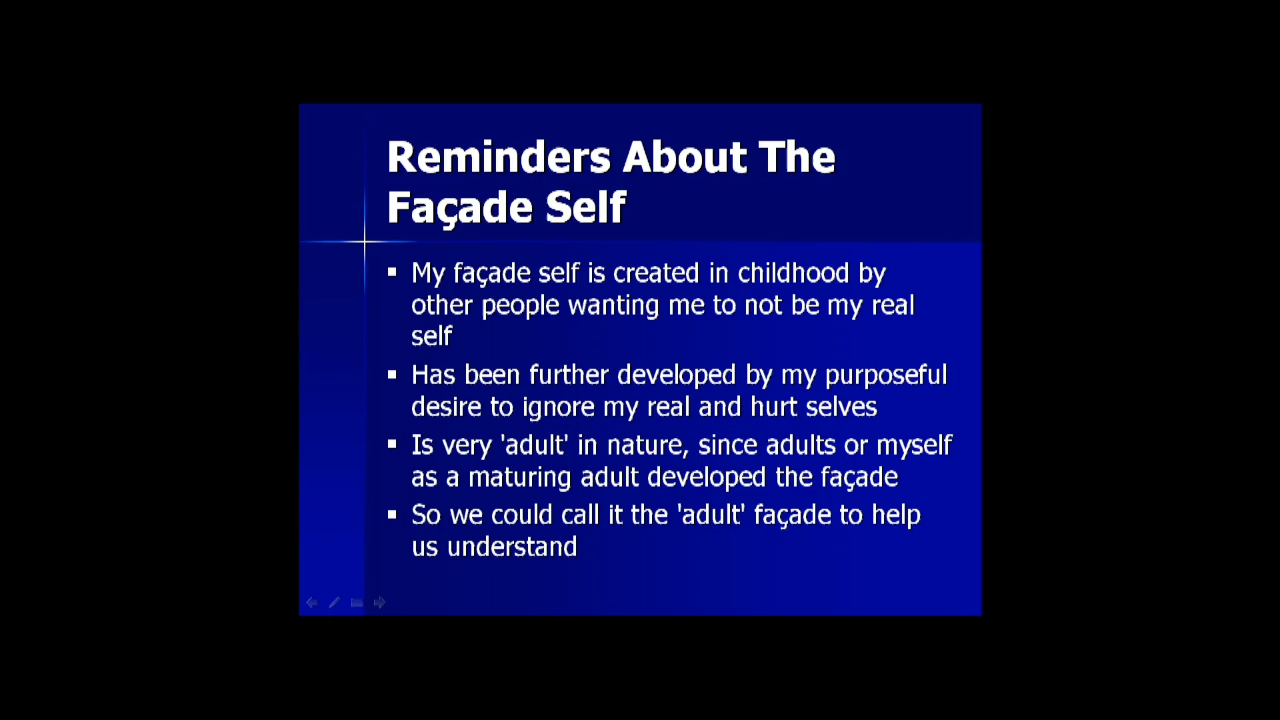 Reminders About The
Façade Self
▪ My façade self is created in childhood by
other people wanting me to not be my real
self
▪ Has been further developed by my purposeful
desire to ignore my real and hurt selves
▪ Is very 'adult' in nature, since adults or myself
as a maturing adult developed the façade
▪ So we could call it the 'adult' façade to help
us understand